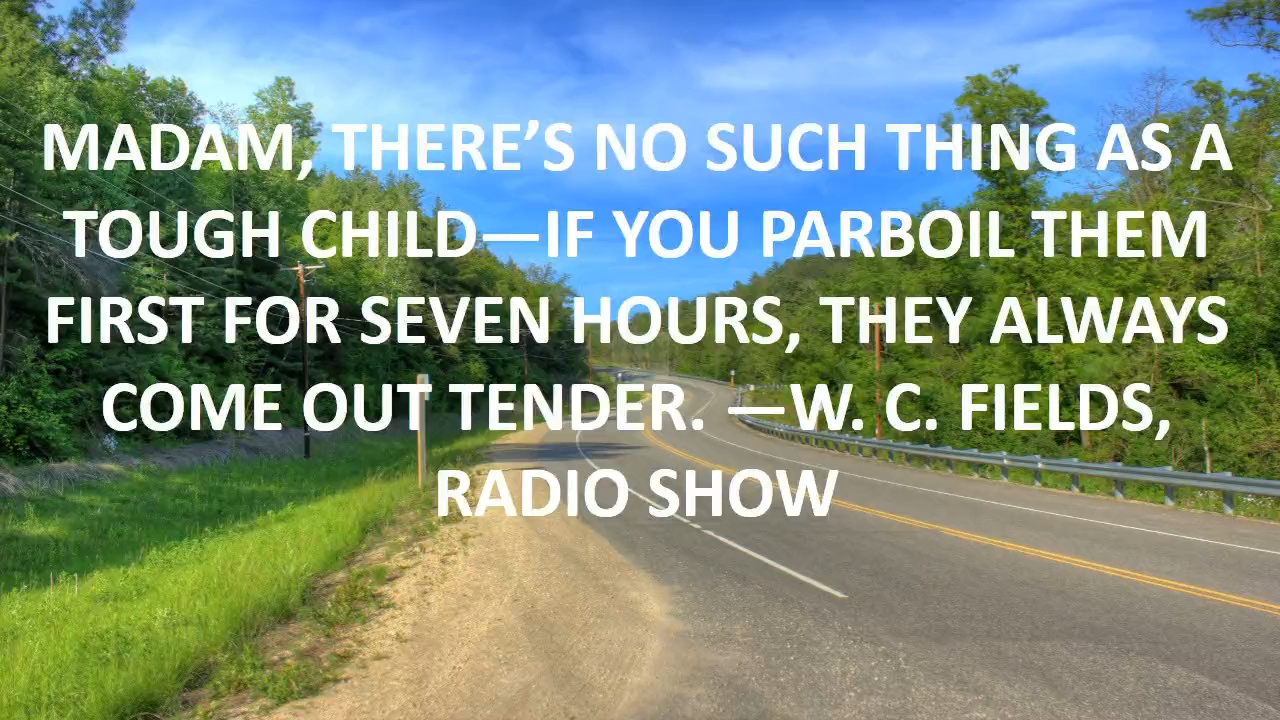 MADAM, THERE’S NO SUCH THING AS A
TOUGH CHILD—IF YOU PARBOIL THEM
FIRST FOR SEVEN HOURS, THEY ALWAYS
COME OUT TENDER. —W. C. FIELDS,
RADIO SHOW